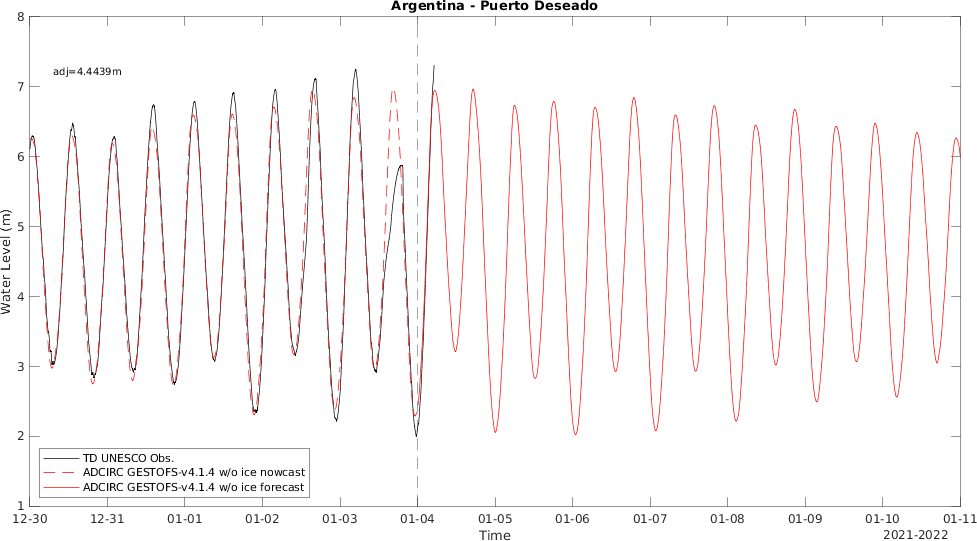 Argentina - Puerto Deseado
8
7
6
5
4
3
2
1
Water Level (m)
adj=4.4439m
TD UNESCO Obs.
ADCIRC GESTOFS-v4.1.4 w/o ice nowcast
ADCIRC GESTOFS-v4.1.4 w/o ice forecast
12-30 12-31 01-01 01-02 01-03 01-04 01-05 01-06 01-07 01-08 01-09 01-10 01-11
Time
2021-2022